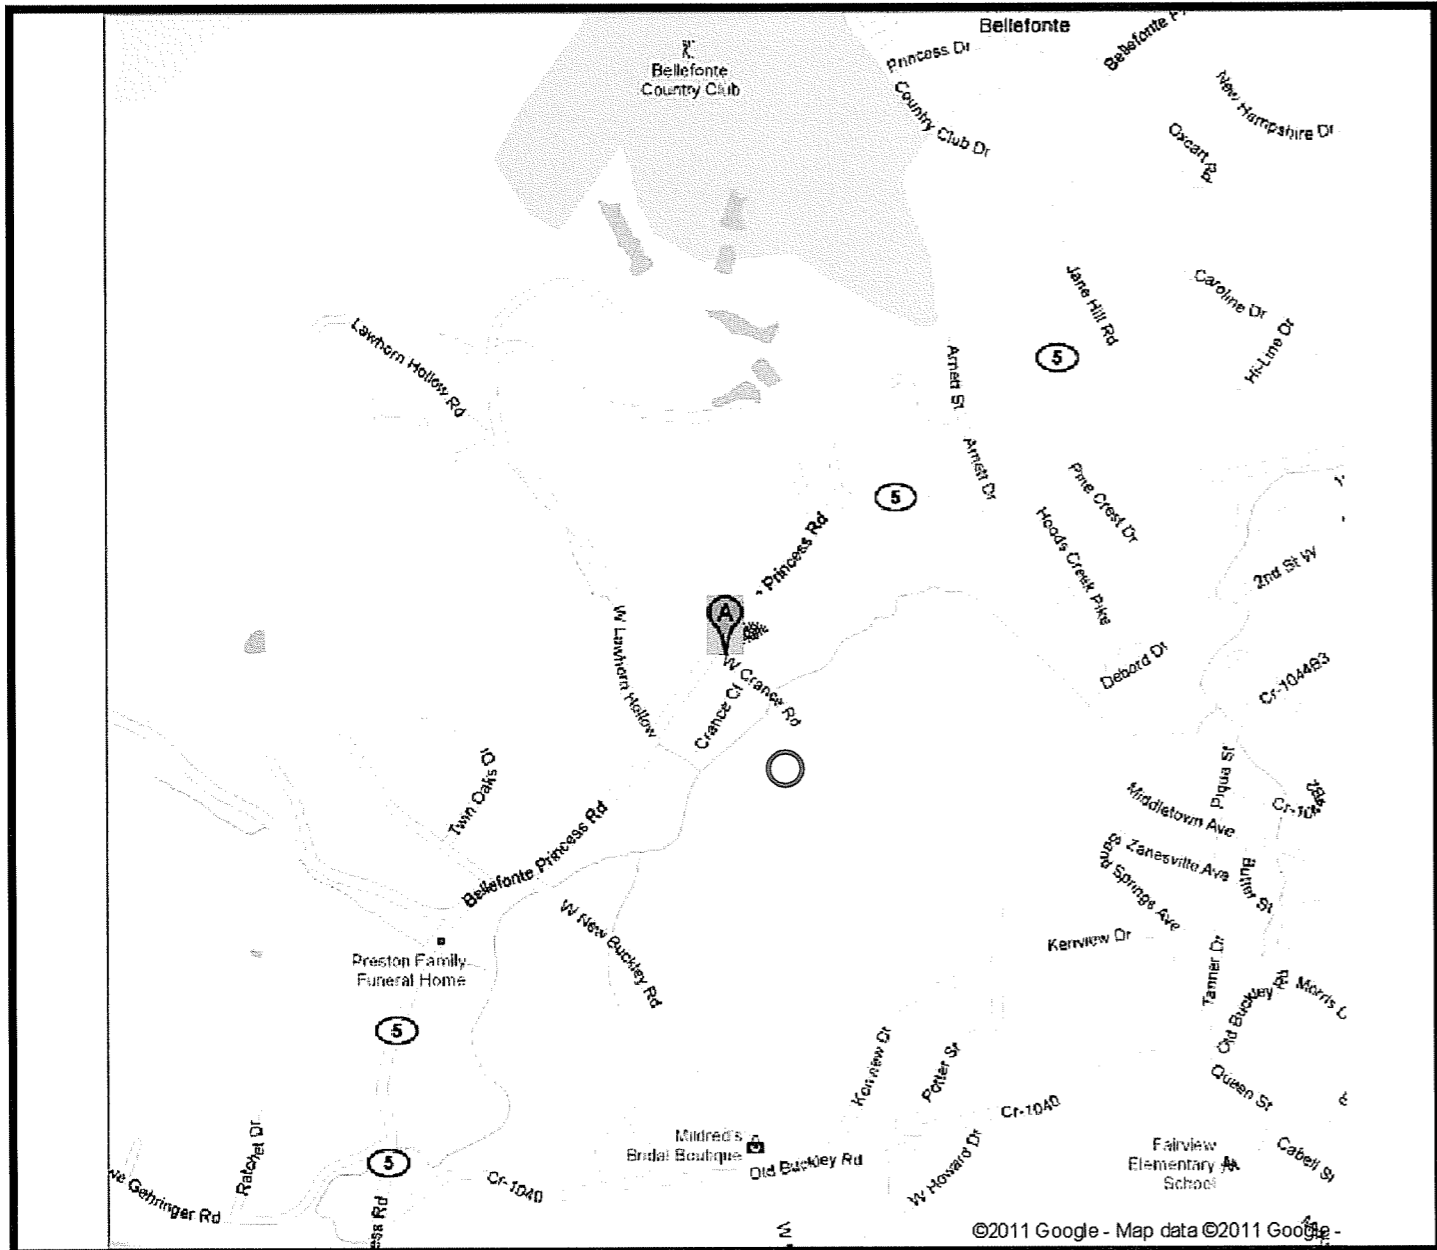 Bellefonte
Princess Dr
Bellefonte
Country Club
Country Club Dr
New Hampshire Dr
Oxcart Rd
Jane Hill Rd
Caroline Dr
Hi-Line Dr
Lawhorn Hollow Rd
5
Arnett St
Arnett Dr
5
Pine Crest Dr
Princess Rd
Hoods Creek Pike
2nd St W
A
W Lawhorn Hollow
W Crance Rd
Crance Ct
Debord Dr
Cr-104483
Twin Oaks Ct
Piqua St
Middletown Ave
Zanesville Ave
Butler St
Sand Springs Ave
Bellefonte Princess Rd
W New Buckley Rd
Kenview Dr
Tanner Dr
Preston Family
Funeral Home
Old Buckley Rd
Morris
5
Kenview Dr
Potter St
Queen St
Cr-1040
Mildred's
Bridal Boutique
Old Buckley Rd
W Howard Dr
Fairview
Elementary
School
Cabell St
Ratchet Dr
5
Cr-1040
ve Gehringer Rd
ess Rd
W
©2011 Google - Map data ©2011 Google -